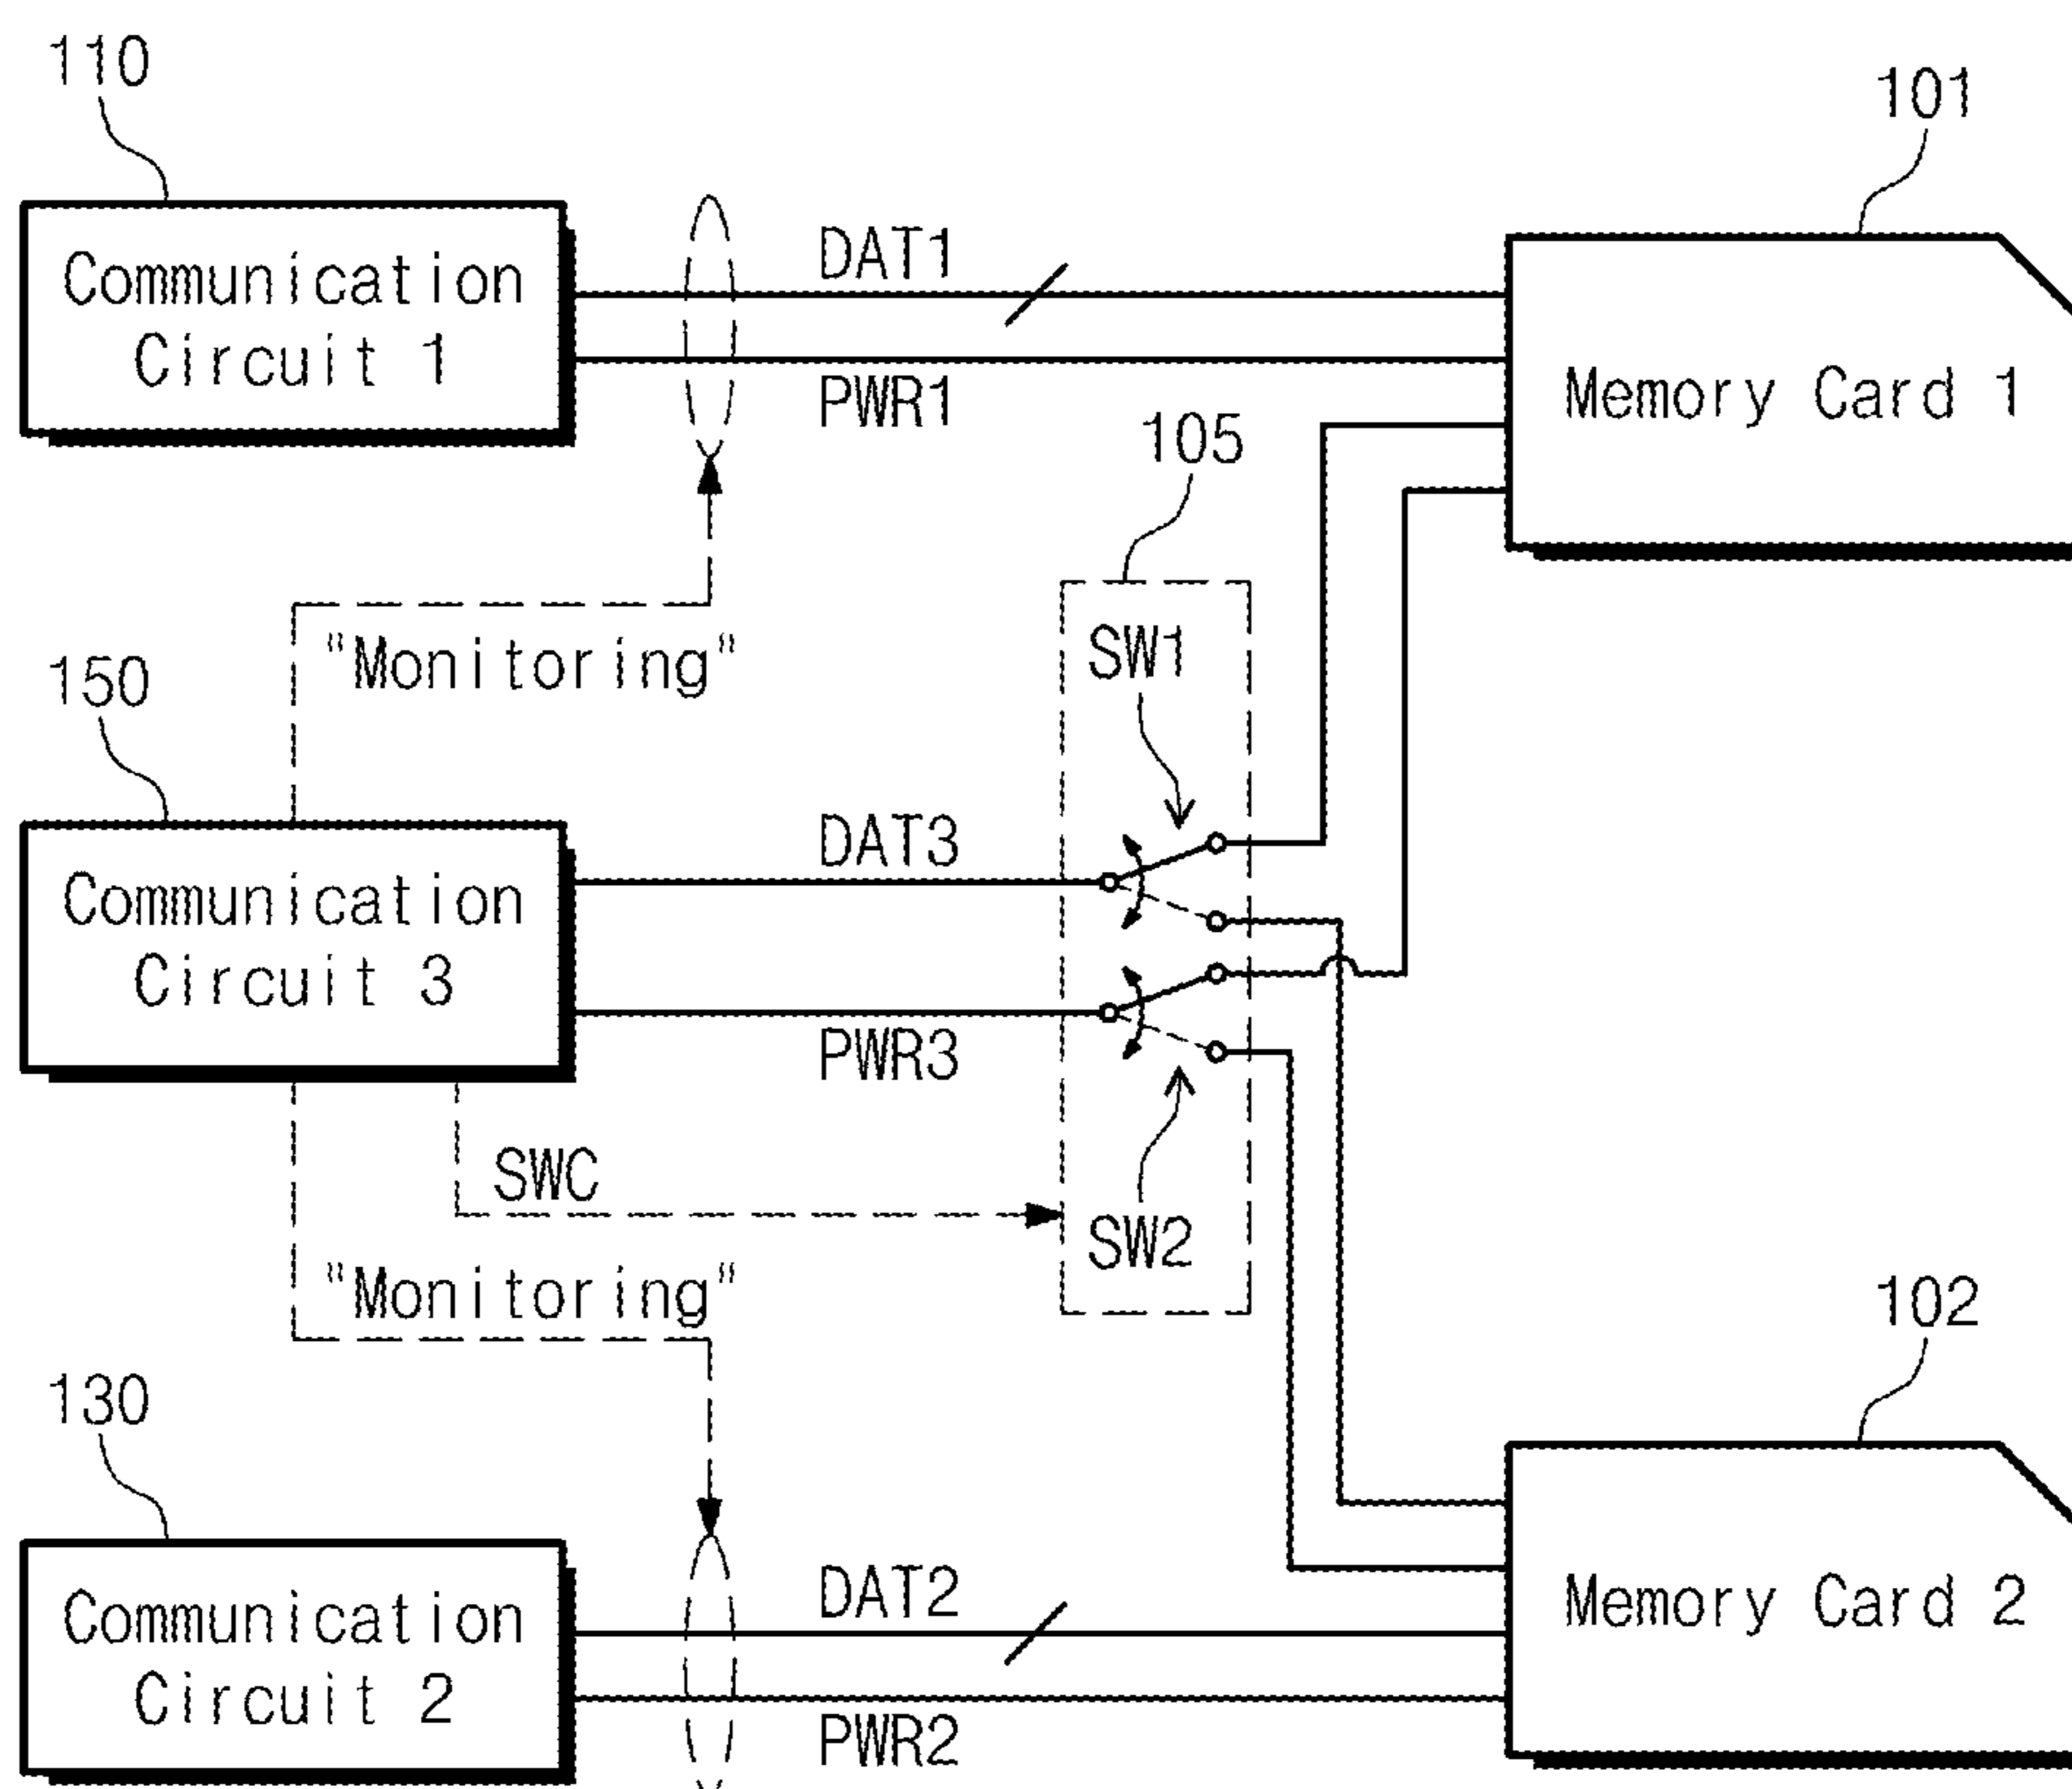 110
101
Communication
Circuit 1
DAT1
PWR1
Memory Card 1
105
"Monitoring"
SW1
150
Communication
Circuit 3
DAT3
PWR3
SWC
SW2
"Monitoring"
102
130
Communication
Circuit 2
DAT2
PWR2
Memory Card 2